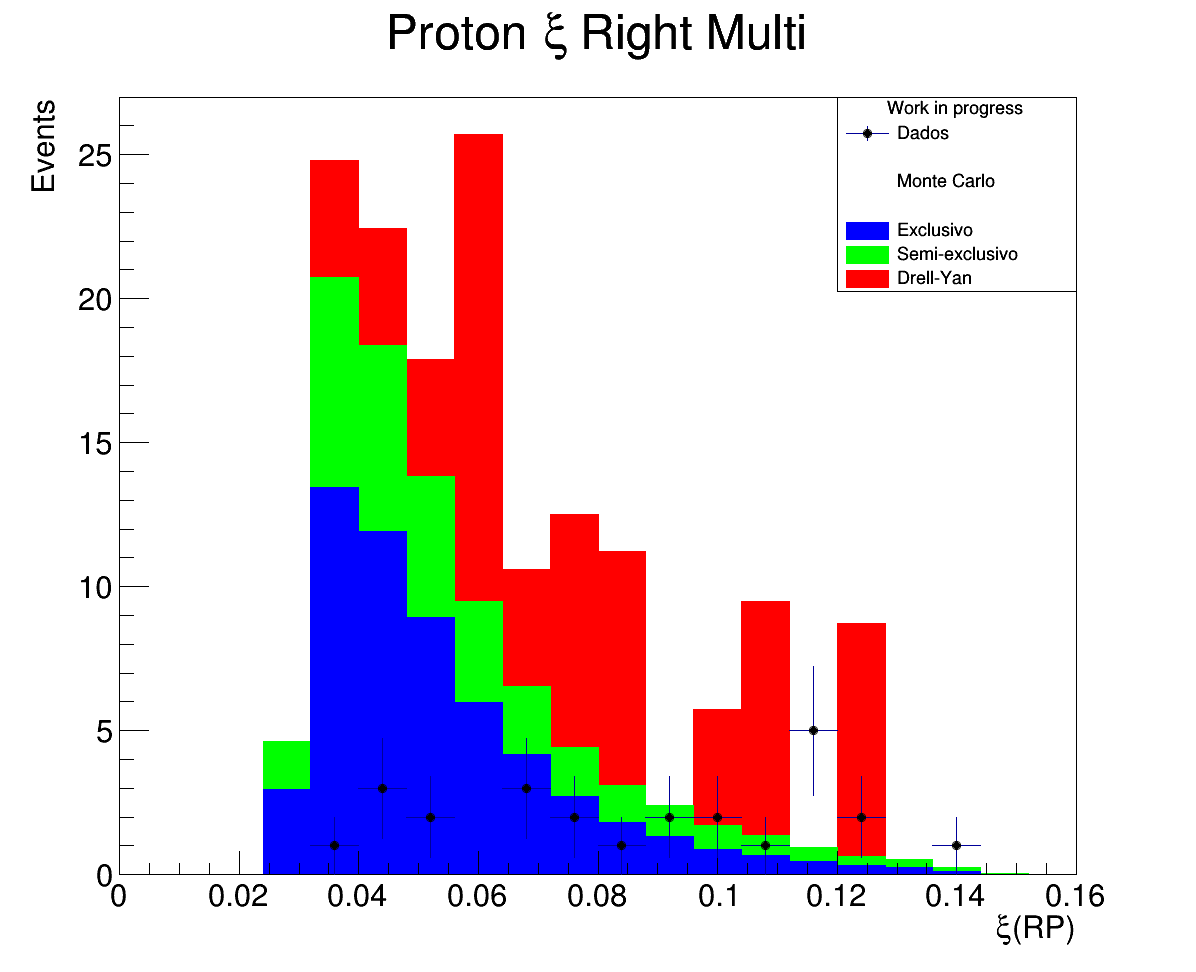 Proton ξ Right Multi
Events
25
20
15
10
5
0
Work in progress
Dados
Monte Carlo
Exclusivo
Semi-exclusivo
Drell-Yan
0 0.02 0.04 0.06 0.08 0.1 0.12 0.14 0.16
ξ(RP)